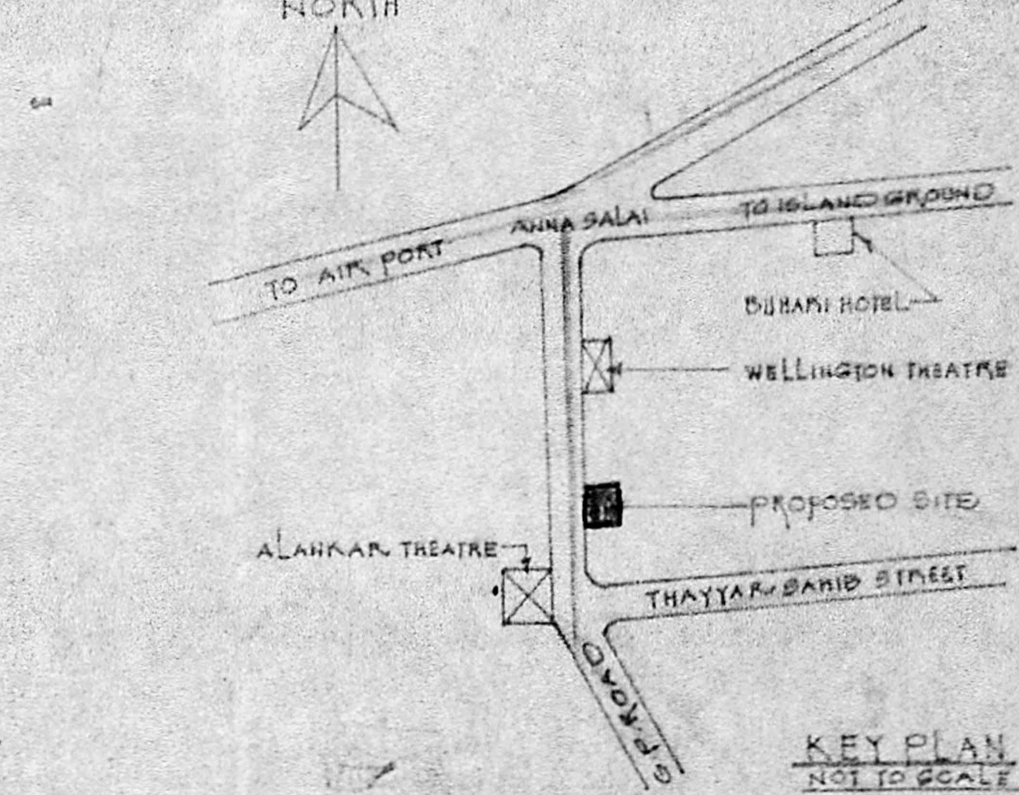 NORTH
ANNA SALAI
TO ISLAND GROUND
TO AIR PORT
BUHARI HOTEL
WELLINGTON THEATRE
PROPOSED SITE
ALANKAR THEATRE
THAYYAR SAHIB STREET
G P ROAD
KEY PLAN
NOT TO SCALE